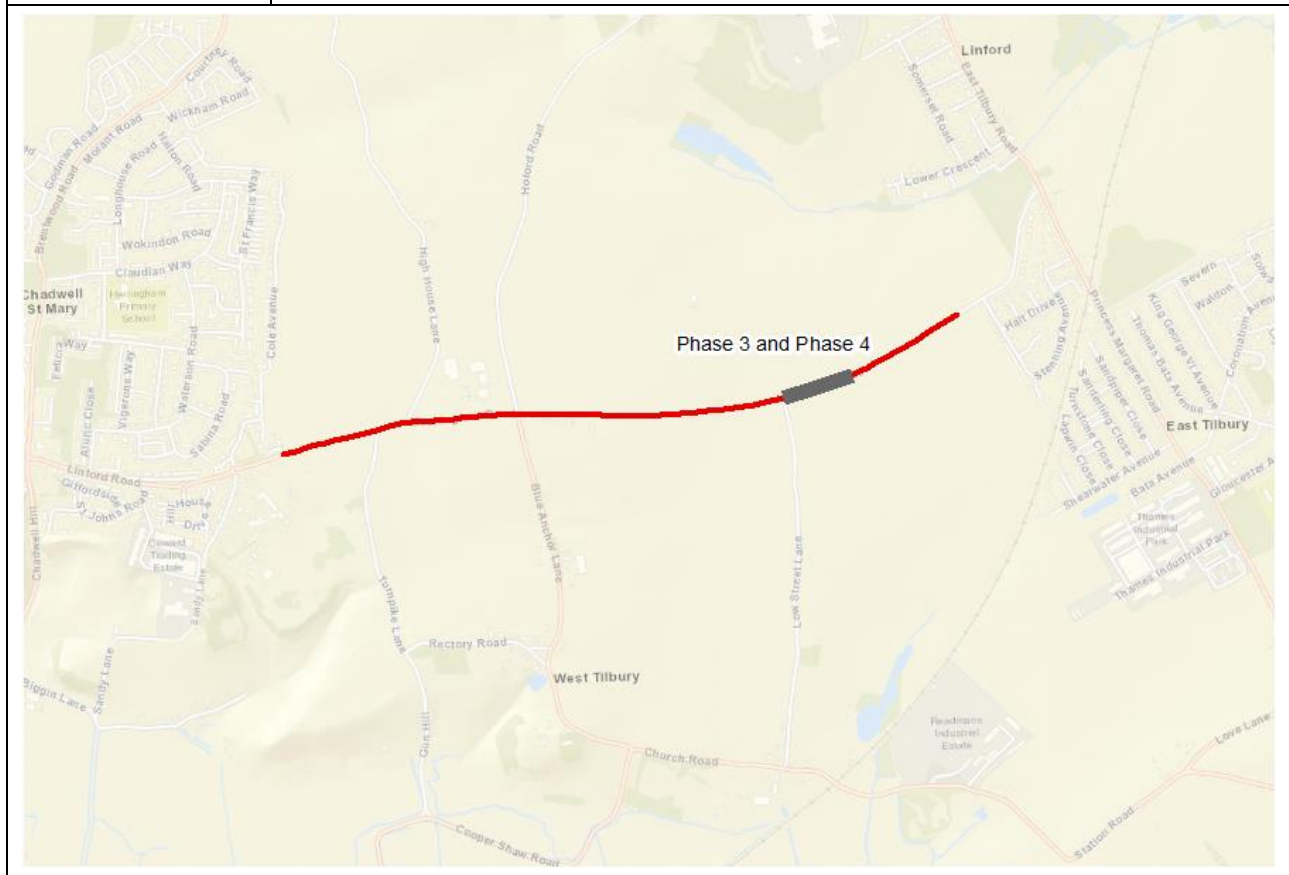 Linford
Courtney Road
Wickham Road
Godman Road
Morant Road
Longhouse Road
Halton Road
Brentwood Road
St Francis Way
Wokindon Road
Claudian Way
Chadwell
St Mary
Herringham
Primary
School
Cole Avenue
Felicia Way
Alunc Close
Vigerons Way
Waterson Road
Sabina Road
Linford Road
Giffordside
St Johns Road
Hill House
Drive
Coward
Trading
Estate
Chadwell Hill
Sandy Lane
Sandy Lane
Biggin Lane
High House Lane
Holford Road
Turnpike Lane
Blue Anchor Lane
Rectory Road
West Tilbury
Gun Hill
Church Road
Cooper Shaw Road
Low Street Lane
Phase 3 and Phase 4
Somerset Road
East Tilbury Road
Lower Crescent
Halt Drive
Stenning Avenue
Princess Margaret Road
King George VI Avenue
Thomas Bata Avenue
Sandpiper Close
Sanderling Close
Turnstone Close
Lapwin Close
Shearwater Avenue
Bata Avenue
Severn
Waldon
Coronation Avenue
East Tilbury
Gloucester A
Thames
Industrial
Park
Thames Industrial Park
Readmans
Industrial
Estate
Love Lane
Station Road